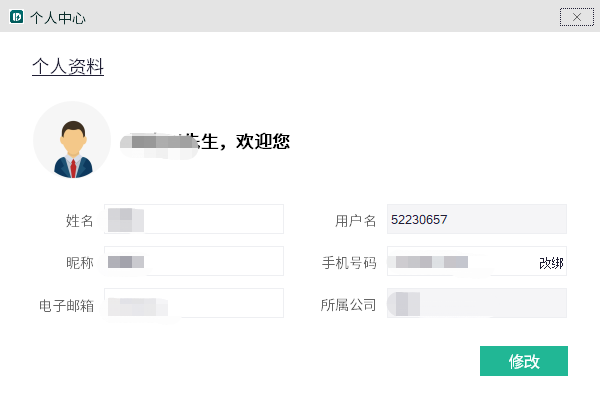 个人中心
个人资料
先生，欢迎您
姓名
用户名 52230657
昵称
手机号码 改绑
电子邮箱
所属公司
修改